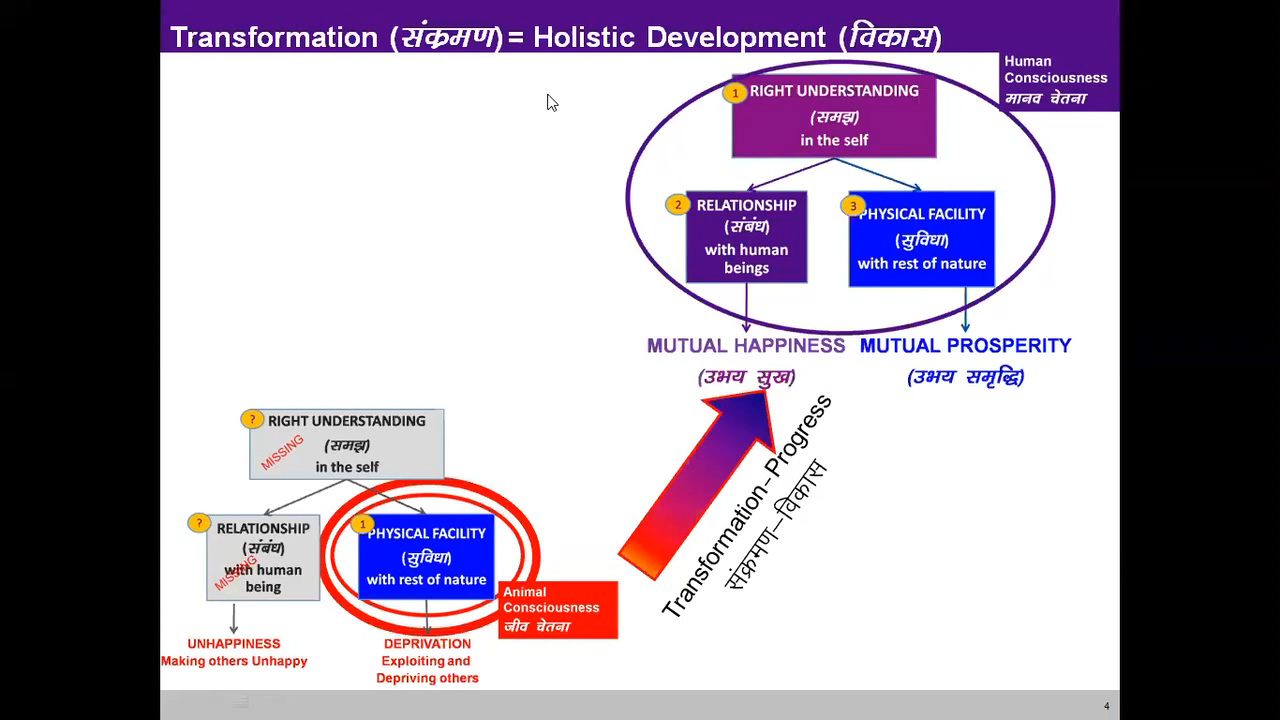 Transformation (संक्रमण) = Holistic Development (विकास)
Human
Consciousness
मानव चेतना
1
RIGHT UNDERSTANDING
(समझ)
in the self
2
RELATIONSHIP
(संबंध)
with human
beings
3
PHYSICAL FACILITY
(सुविधा)
with rest of nature
MUTUAL HAPPINESS
(उभय सुख)
MUTUAL PROSPERITY
(उभय समृद्धि)
Transformation–Progress
संक्रमण–विकास
?
RIGHT UNDERSTANDING
(समझ)
in the self
MISSING
?
RELATIONSHIP
(संबंध)
with human
being
MISSING
1
PHYSICAL FACILITY
(सुविधा)
with rest of nature
Animal
Consciousness
जीव चेतना
UNHAPPINESS
Making others Unhappy
DEPRIVATION
Exploiting and
Depriving others
4